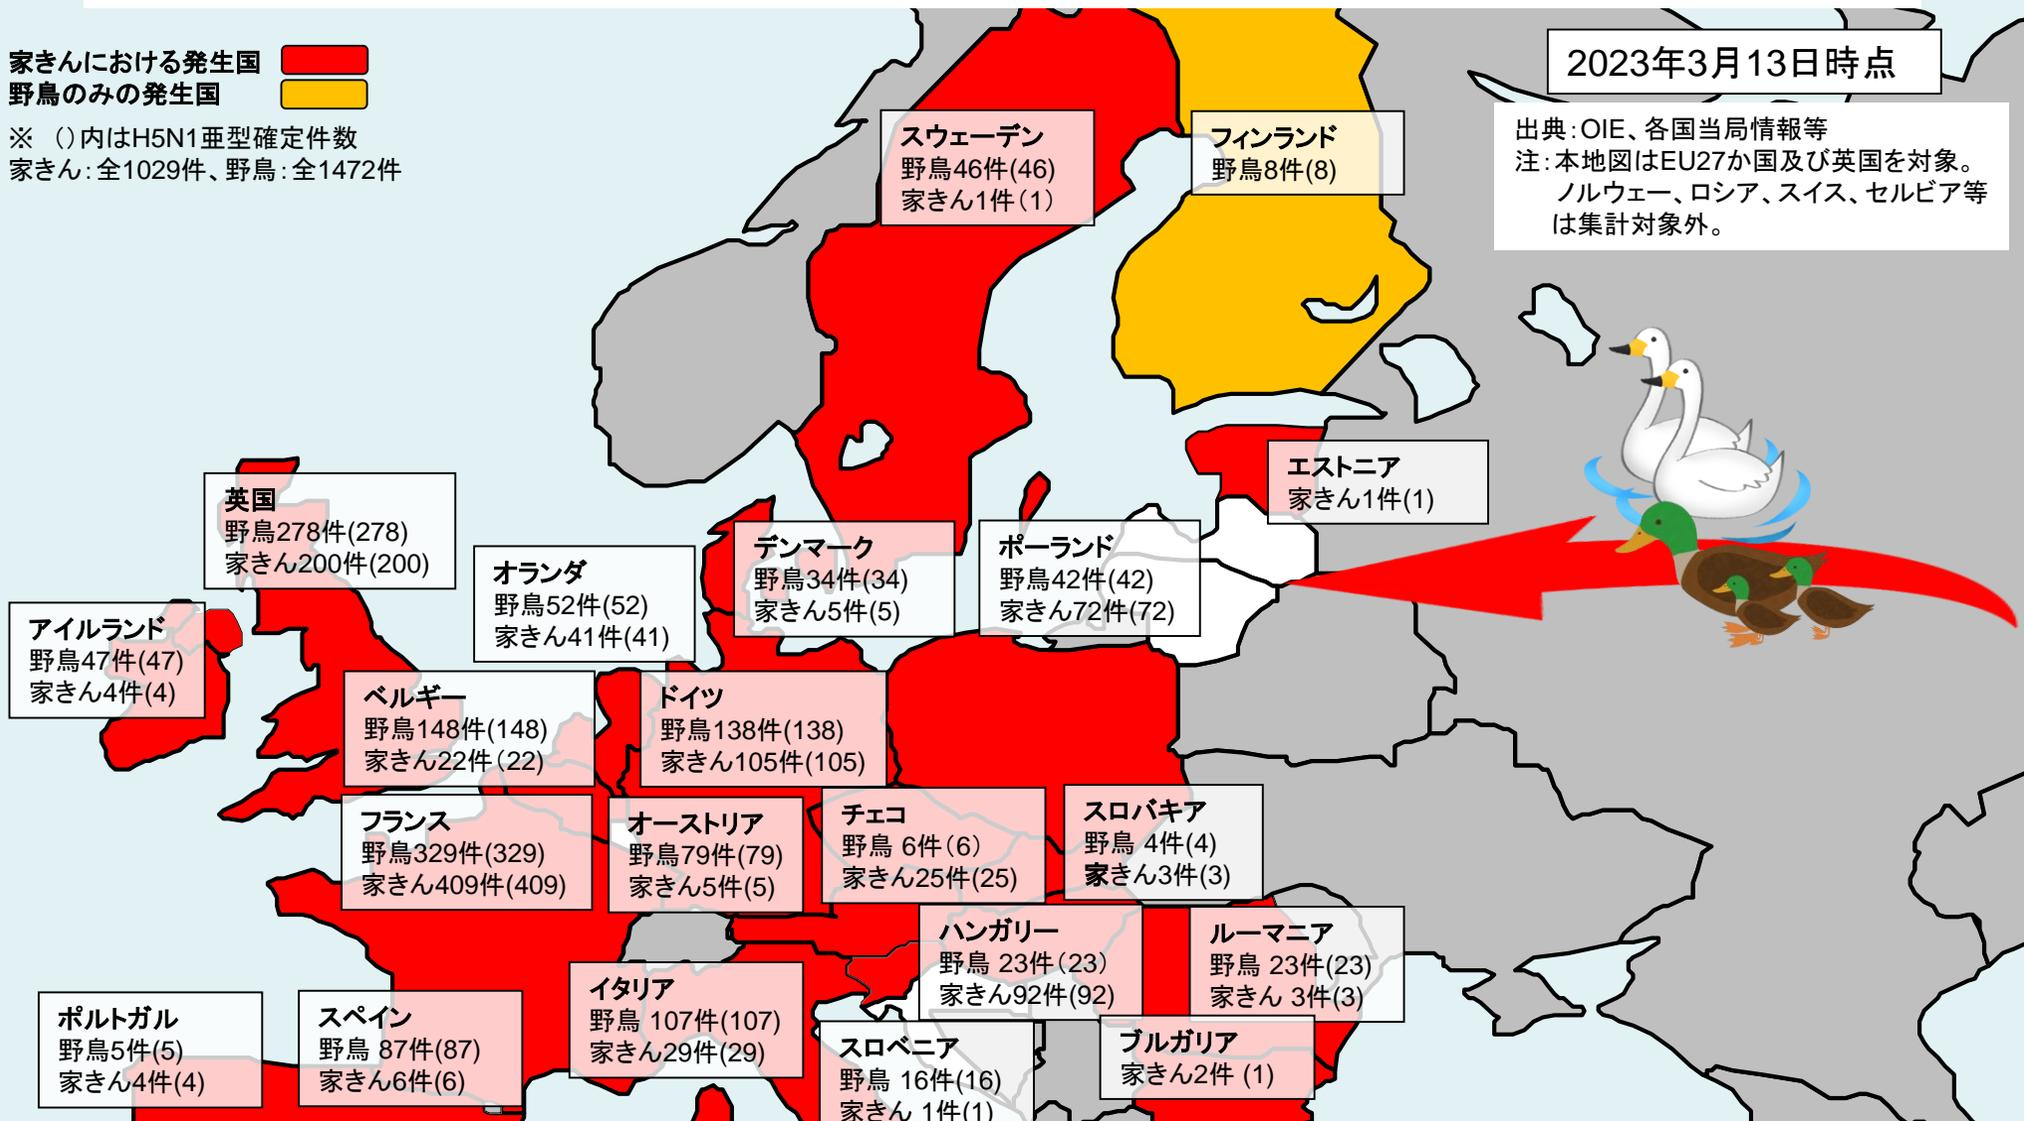 家きんにおける発生国
野鳥のみの発生国
※ （）内はH5N1亜型確定件数
家きん：全1029件、野鳥：全1472件
2023年3月13日時点
出典：OIE、各国当局情報等
注：本地図はEU27か国及び英国を対象。
ノルウェー、ロシア、スイス、セルビア等
は集計対象外。
スウェーデン
野鳥46件(46)
家きん1件（1）
フィンランド
野鳥8件(8)
エストニア
家きん1件(1)
英国
野鳥278件(278)
家きん200件(200)
オランダ
野鳥52件(52)
家きん41件(41)
デンマーク
野鳥34件(34)
家きん5件(5)
ポーランド
野鳥42件(42)
家きん72件(72)
アイルランド
野鳥47件(47)
家きん4件(4)
ベルギー
野鳥148件(148)
家きん22件（22）
ドイツ
野鳥138件(138)
家きん105件(105)
フランス
野鳥329件(329)
家きん409件(409)
オーストリア
野鳥79件(79)
家きん5件(5)
チェコ
野鳥 6件（6）
家きん25件(25)
スロバキア
野鳥 4件(4)
家きん3件(3)
ハンガリー
野鳥 23件（23）
家きん92件(92)
ルーマニア
野鳥 23件(23)
家きん 3件(3)
ポルトガル
野鳥5件(5)
家きん4件(4)
スペイン
野鳥 87件(87)
家きん6件(6)
イタリア
野鳥 107件(107)
家きん29件(29)
スロベニア
野鳥 16件(16)
家きん 1件(1)
ブルガリア
家きん2件 (1)